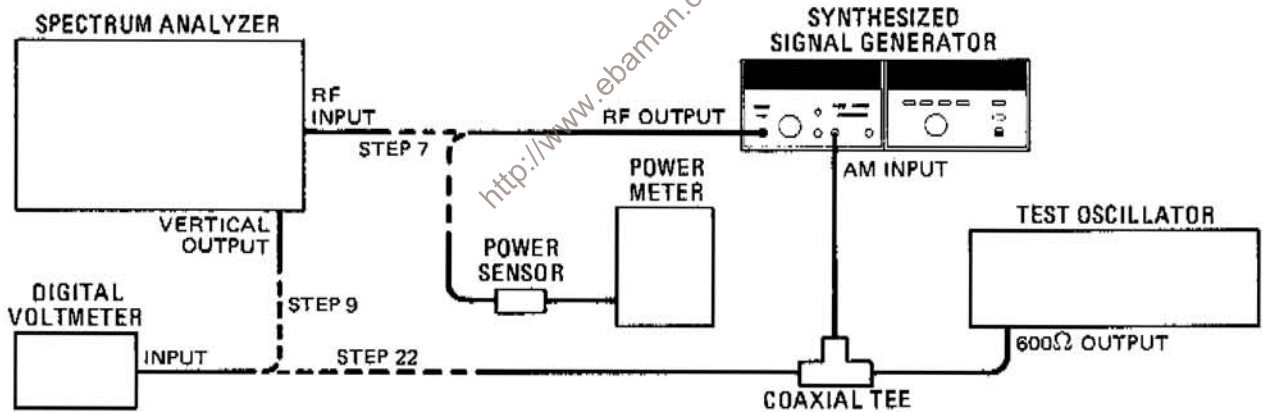 SPECTRUM ANALYZER
SYNTHESIZED
SIGNAL GENERATOR
RF
INPUT
STEP 7
RF OUTPUT
http://www.ebaman.c
AM INPUT
POWER
METER
TEST OSCILLATOR
VERTICAL
OUTPUT
POWER
SENSOR
STEP 9
DIGITAL
VOLTMETER
INPUT
STEP 22
600Ω OUTPUT
COAXIAL TEE